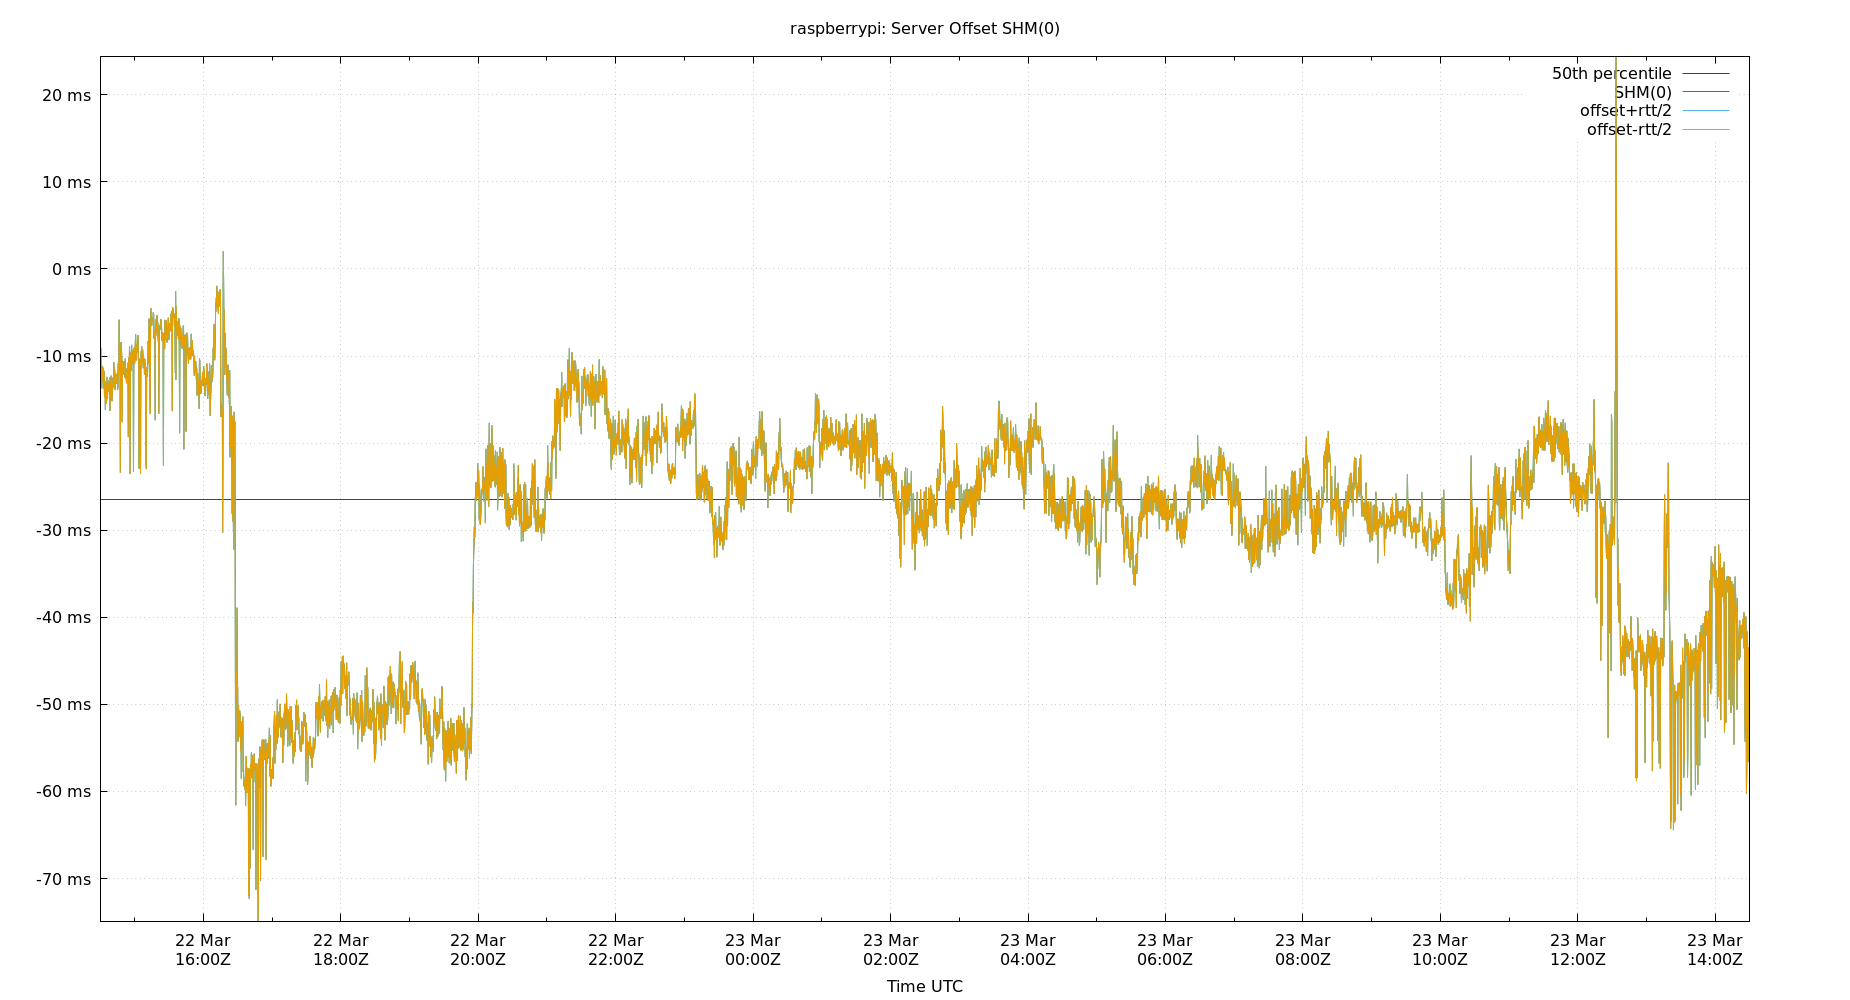 raspberrypi: Server Offset SHM(0)
50th percentile
SHM(0)
offset+rtt/2
offset-rtt/2
20 ms
10 ms
0 ms
-10 ms
-20 ms
-30 ms
-40 ms
-50 ms
-60 ms
-70 ms
22 Mar 22 Mar 22 Mar 22 Mar 23 Mar 23 Mar 23 Mar 23 Mar 23 Mar 23 Mar 23 Mar 23 Mar
16:00Z 18:00Z 20:00Z 22:00Z 00:00Z 02:00Z 04:00Z 06:00Z 08:00Z 10:00Z 12:00Z 14:00Z
Time UTC